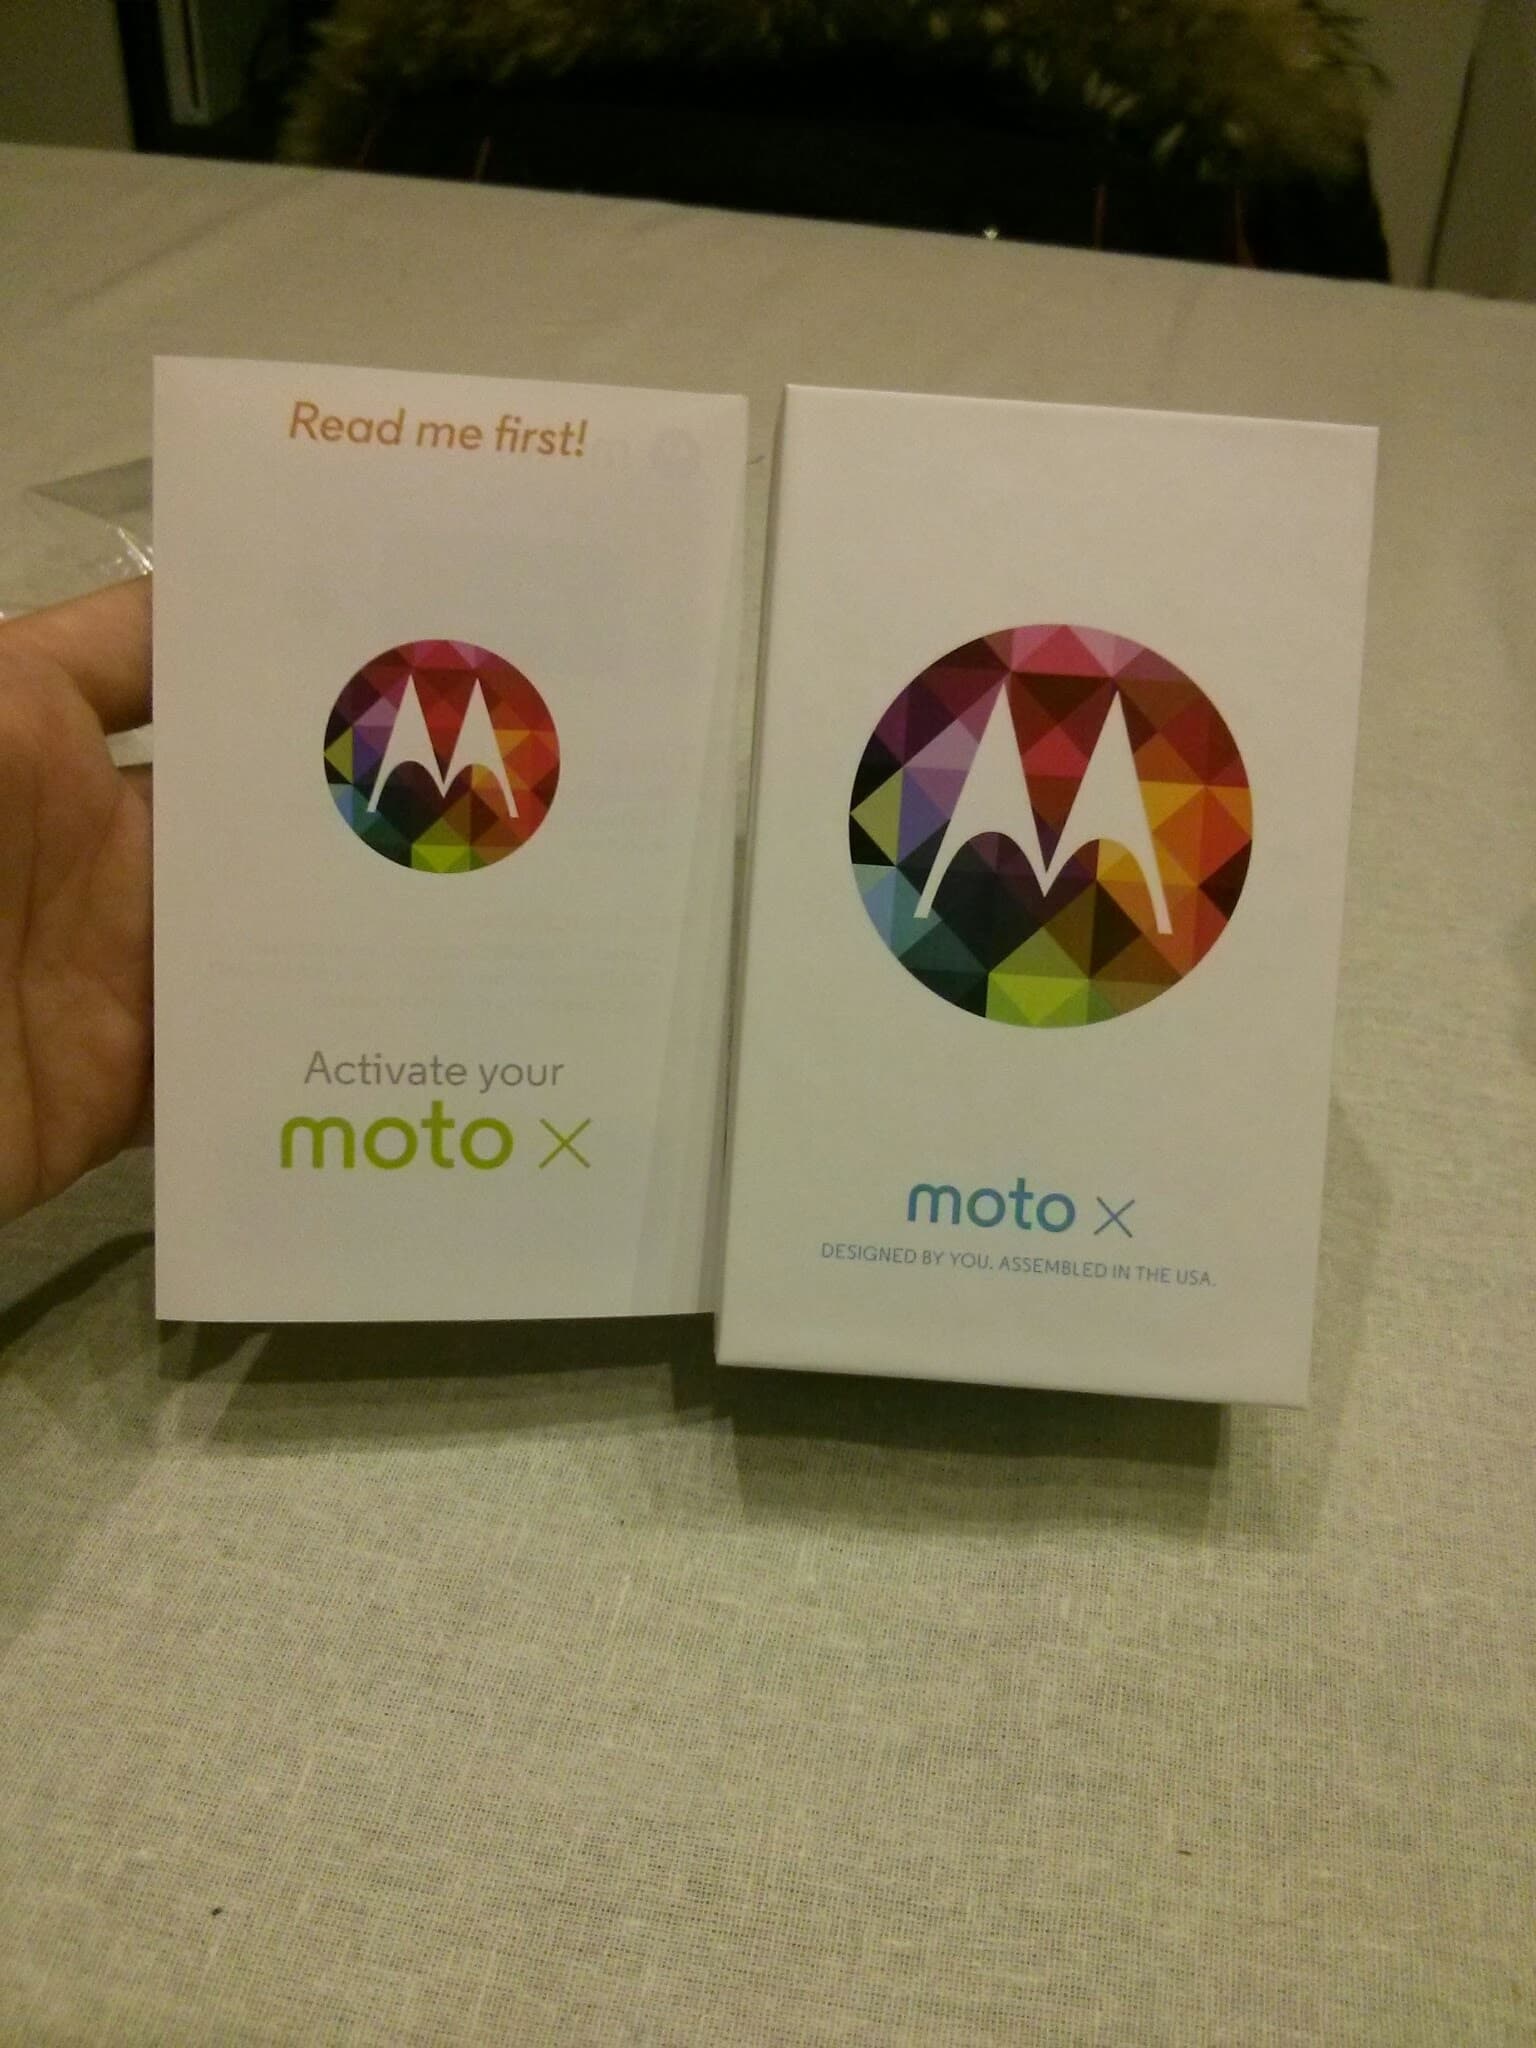 Read me first!
Activate your
moto x
moto x
DESIGNED BY YOU. ASSEMBLED IN THE USA.